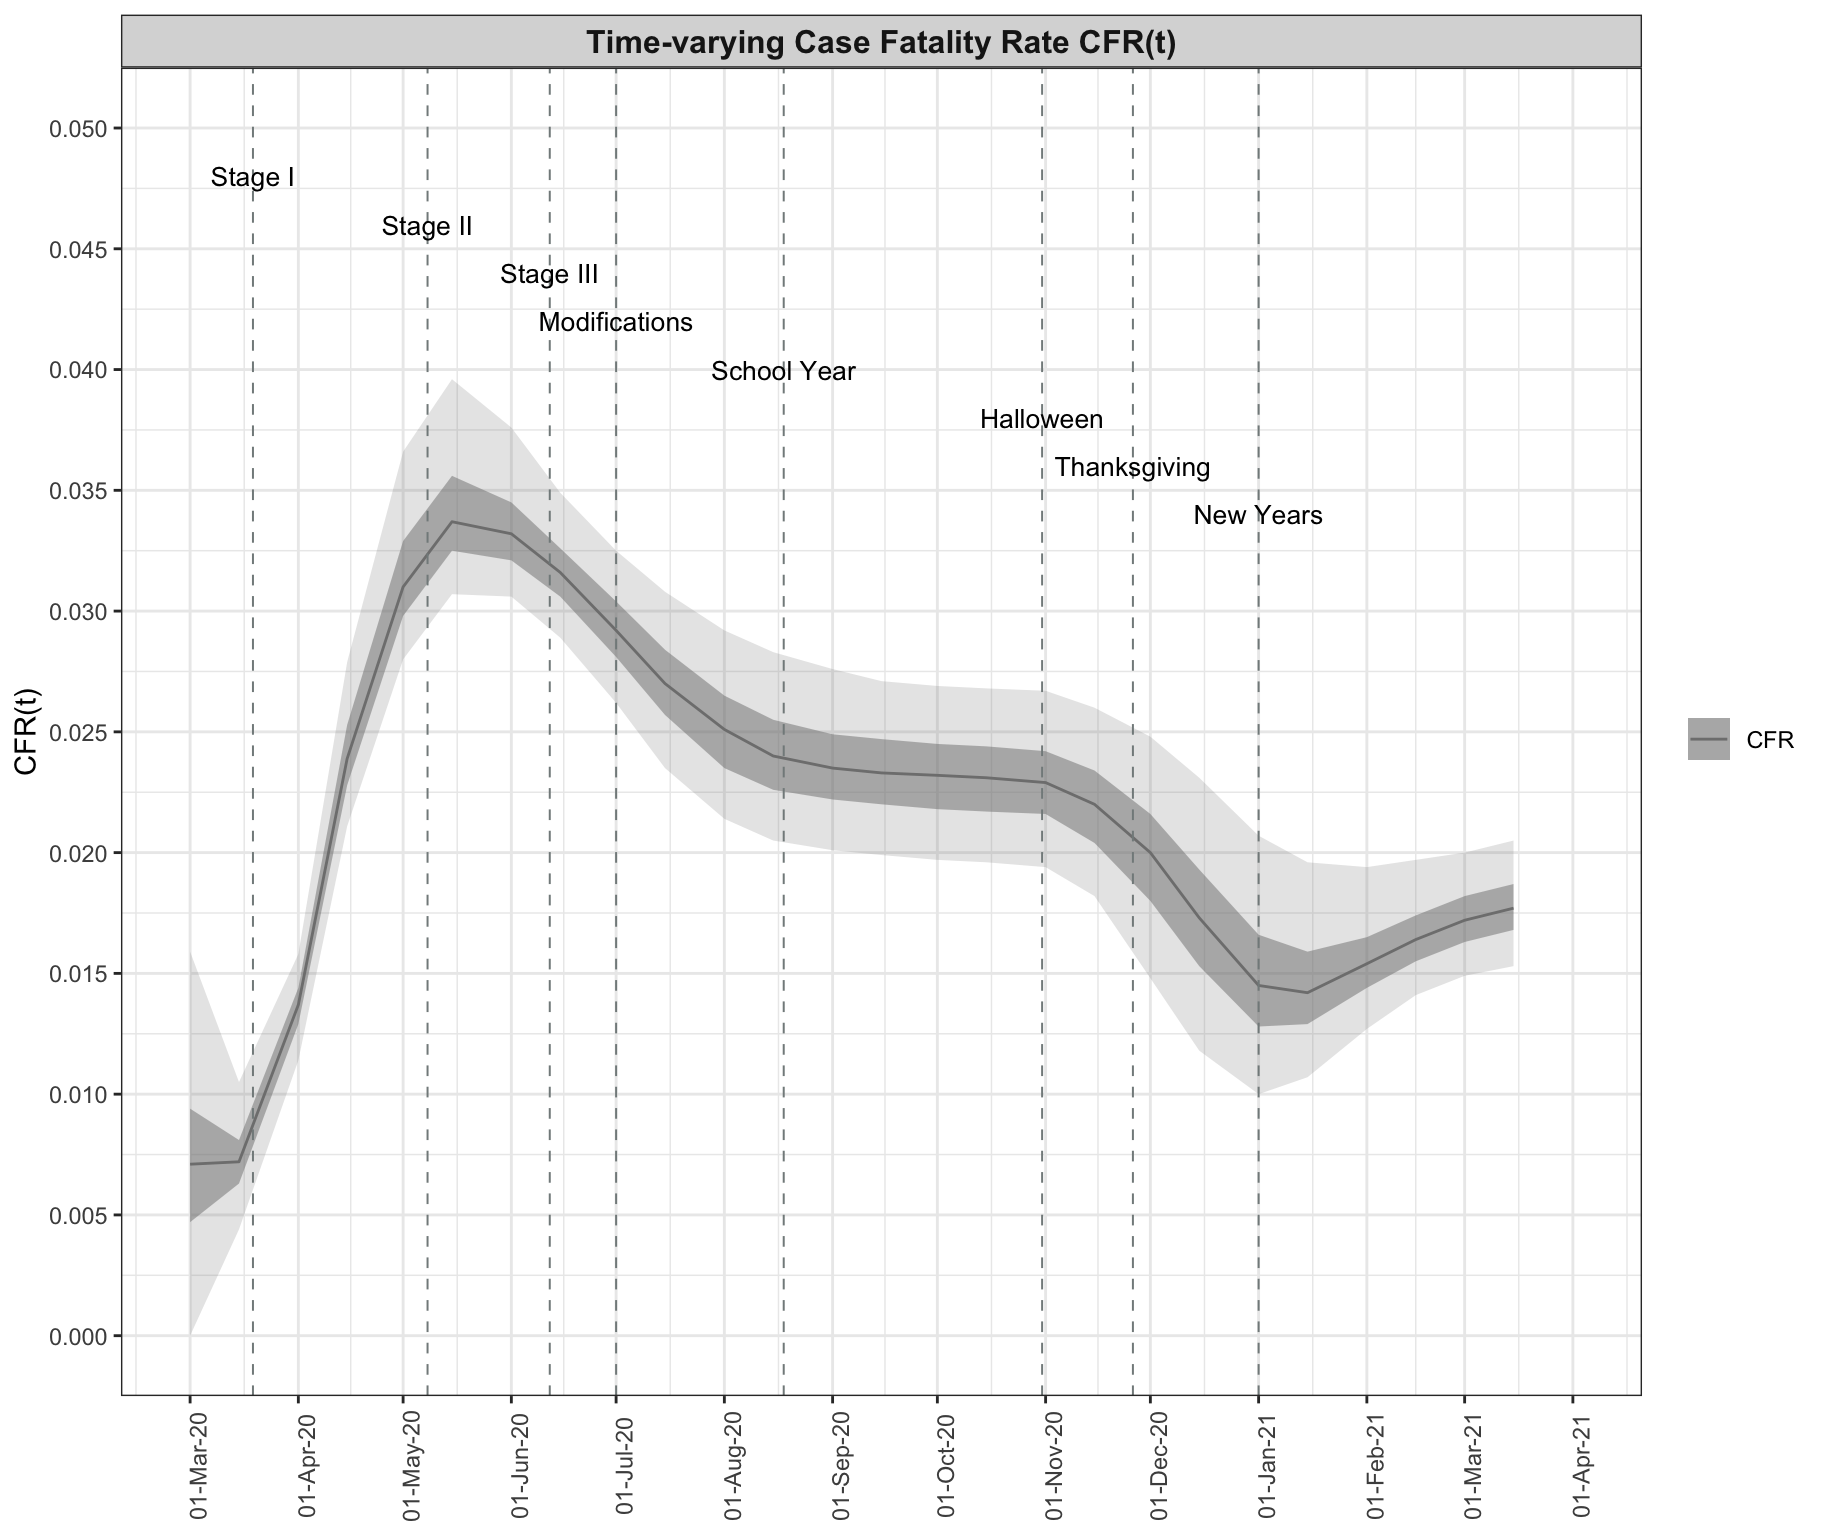 Time-varying Case Fatality Rate CFR(t)
0.050
Stage I
Stage II
0.045
Stage III
Modifications
0.040
School Year
Halloween
Thanksgiving
0.035
New Years
0.030
CFR(t)
0.025
CFR
0.020
0.015
0.010
0.005
0.000
01-Mar-20
01-Apr-20
01-May-20
01-Jun-20
01-Jul-20
01-Aug-20
01-Sep-20
01-Oct-20
01-Nov-20
01-Dec-20
01-Jan-21
01-Feb-21
01-Mar-21
01-Apr-21